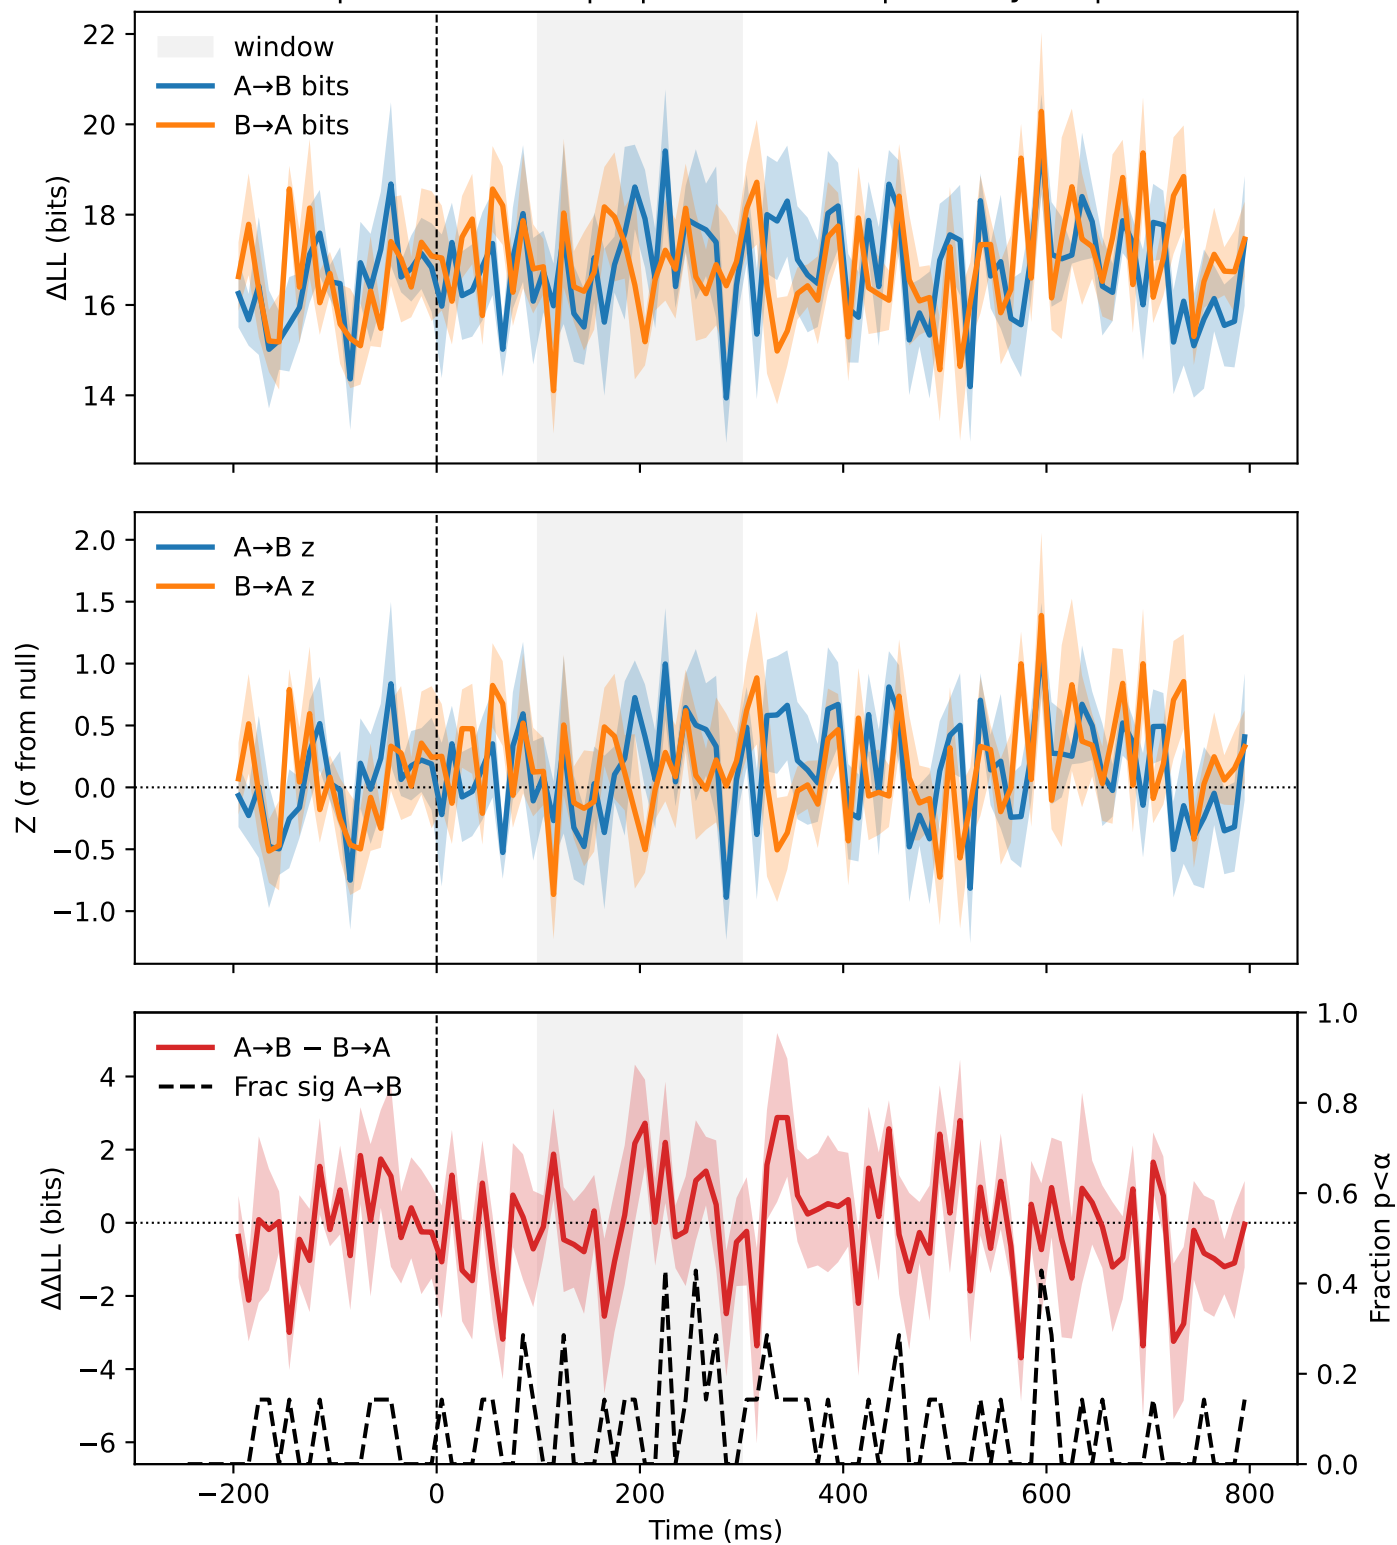 22
20
18
16
14
ΔLL (bits)
window
A→B bits
B→A bits
2.0
1.5
1.0
0.5
0.0
−0.5
−1.0
Z (σ from null)
A→B z
B→A z
4
2
0
−2
−4
−6
ΔΔLL (bits)
A→B − B→A
Frac sig A→B
1.0
0.8
0.6
0.4
0.2
0.0
Fraction p<α
−200
0
200
400
600
800
Time (ms)